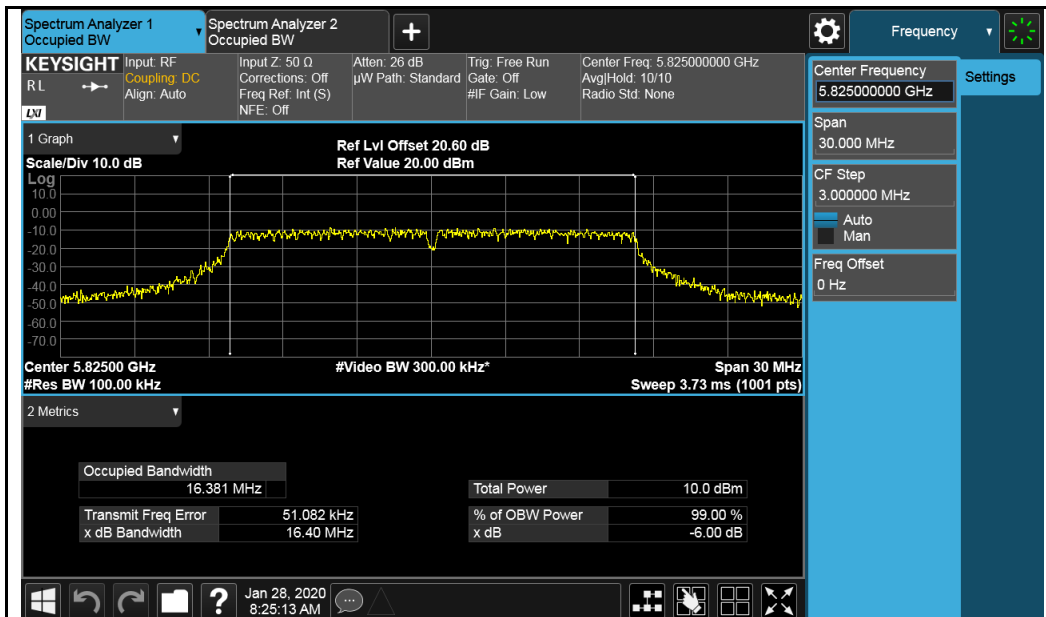 Spectrum Analyzer 1
Occupied BW
Spectrum Analyzer 2
Occupied BW
Frequency
KEYSIGHT
R L
LXI
Input: RF
Coupling: DC
Align: Auto
Input Z: 50 Ω
Corrections: Off
Freq Ref: Int (S)
NFE: Off
Atten: 26 dB
µW Path: Standard
Trig: Free Run
Gate: Off
#IF Gain: Low
Center Freq: 5.825000000 GHz
Avg|Hold: 10/10
Radio Std: None
Center Frequency
5.825000000 GHz
Settings
Span
30.000 MHz
CF Step
3.000000 MHz
Auto
Man
Freq Offset
0 Hz
1 Graph
Scale/Div 10.0 dB
Ref Lvl Offset 20.60 dB
Ref Value 20.00 dBm
Log
10.0
0.00
-10.0
-20.0
-30.0
-40.0
-50.0
-60.0
-70.0
Center 5.82500 GHz
#Video BW 300.00 kHz*
Span 30 MHz
#Res BW 100.00 kHz
Sweep 3.73 ms (1001 pts)
2 Metrics
Occupied Bandwidth
16.381 MHz
Total Power 10.0 dBm
Transmit Freq Error 51.082 kHz
% of OBW Power 99.00 %
x dB Bandwidth 16.40 MHz
x dB -6.00 dB
?
Jan 28, 2020
8:25:13 AM